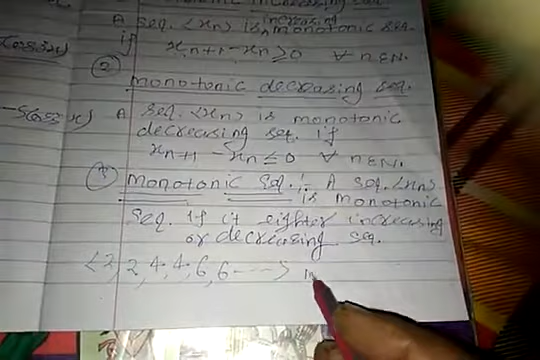 increasing
A seq. <xn> is monotonic seq.
if xn+1 - xn ≥ 0 ∀ n∈N.
② monotonic decreasing seq.
A seq. <xn> is monotonic
decreasing seq. if
xn+1 - xn ≤ 0 ∀ n∈N.
③ monotonic seq. : A seq. <xn>
is monotonic
seq. if it eighter increasing
or decreasing seq.
<2, 2, 4, 4, 6, 6 - - - ->